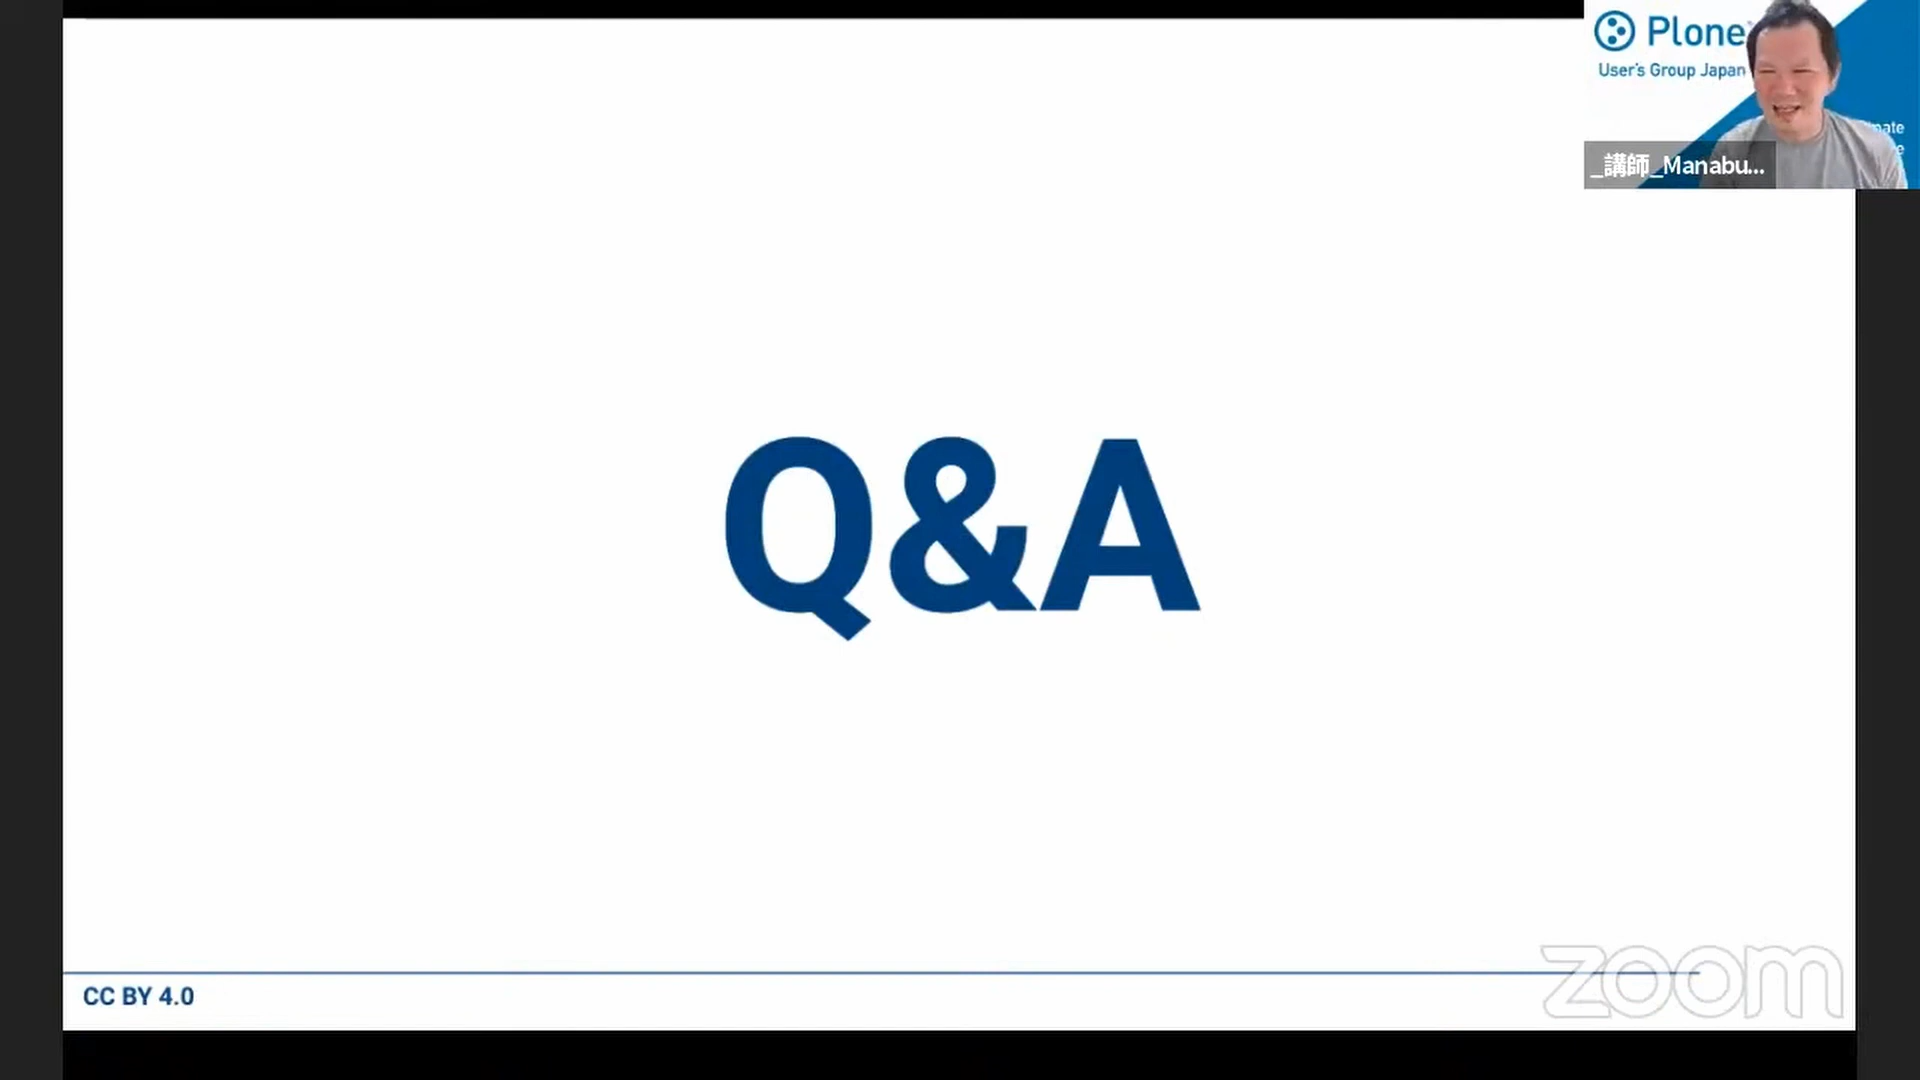 Plone
User's Group Japan
_講師_Manabu...
Q&A
CC BY 4.0
zoom